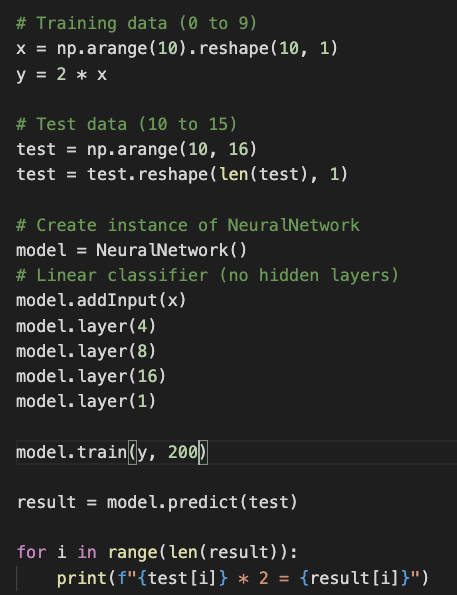 # Training data (0 to 9)
x = np.arange(10).reshape(10, 1)
y = 2 * x
# Test data (10 to 15)
test = np.arange(10, 16)
test = test.reshape(len(test), 1)
# Create instance of NeuralNetwork
model = NeuralNetwork()
# Linear classifier (no hidden layers)
model.addInput(x)
model.layer(4)
model.layer(8)
model.layer(16)
model.layer(1)
model.train(y, 200)
result = model.predict(test)
for i in range(len(result)):
    print(f"{test[i]} * 2 = {result[i]}")